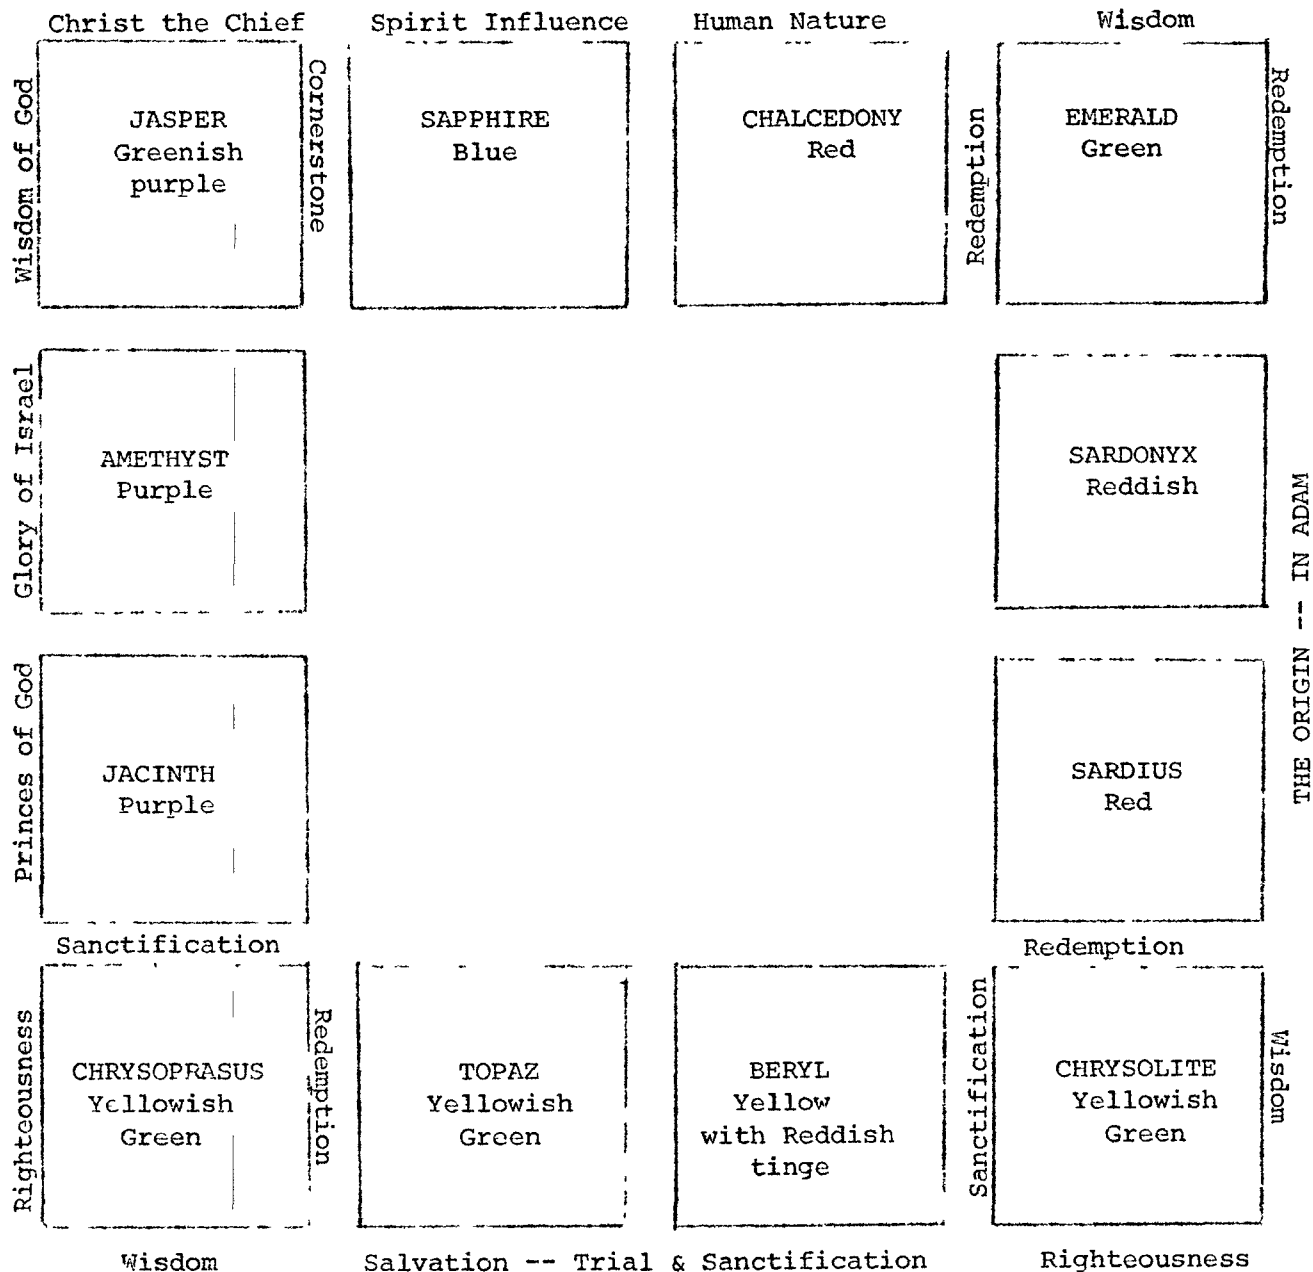 Christ the Chief
Spirit Influence
Human Nature
Wisdom
Wisdom of God
JASPER
Greenish
purple
Cornerstone
SAPPHIRE
Blue
CHALCEDONY
Red
Redemption
EMERALD
Green
Redemption
Glory of Israel
AMETHYST
Purple
SARDONYX
Reddish
THE ORIGIN -- IN ADAM
Princes of God
JACINTH
Purple
SARDIUS
Red
Sanctification
Redemption
Righteousness
CHRYSOPRASUS
Yellowish
Green
Redemption
TOPAZ
Yellowish
Green
BERYL
Yellow
with Reddish
tinge
Sanctification
CHRYSOLITE
Yellowish
Green
Wisdom
Wisdom
Salvation -- Trial & Sanctification
Righteousness